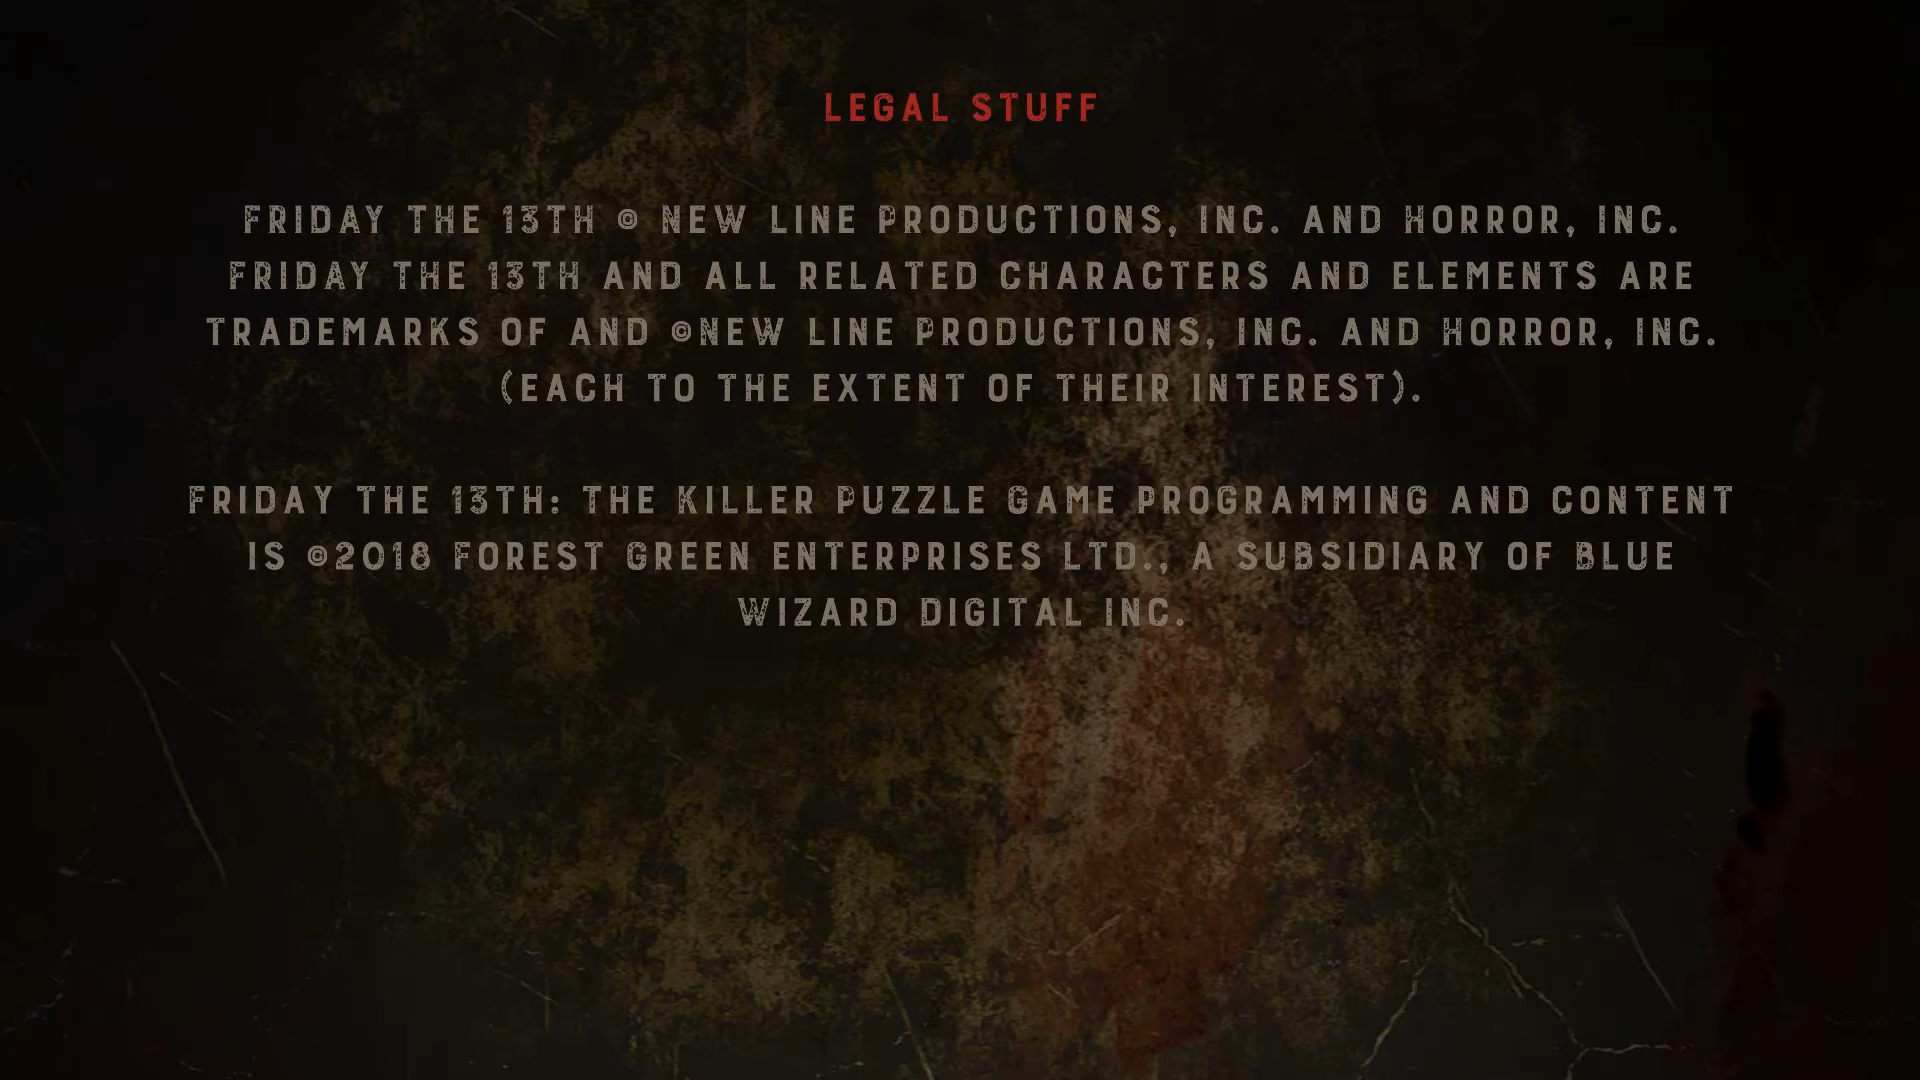 LEGAL STUFF
FRIDAY THE 13TH © NEW LINE PRODUCTIONS, INC. AND HORROR, INC.
FRIDAY THE 13TH AND ALL RELATED CHARACTERS AND ELEMENTS ARE
TRADEMARKS OF AND ©NEW LINE PRODUCTIONS, INC. AND HORROR, INC.
(EACH TO THE EXTENT OF THEIR INTEREST).
FRIDAY THE 13TH: THE KILLER PUZZLE GAME PROGRAMMING AND CONTENT
IS ©2018 FOREST GREEN ENTERPRISES LTD., A SUBSIDIARY OF BLUE
WIZARD DIGITAL INC.